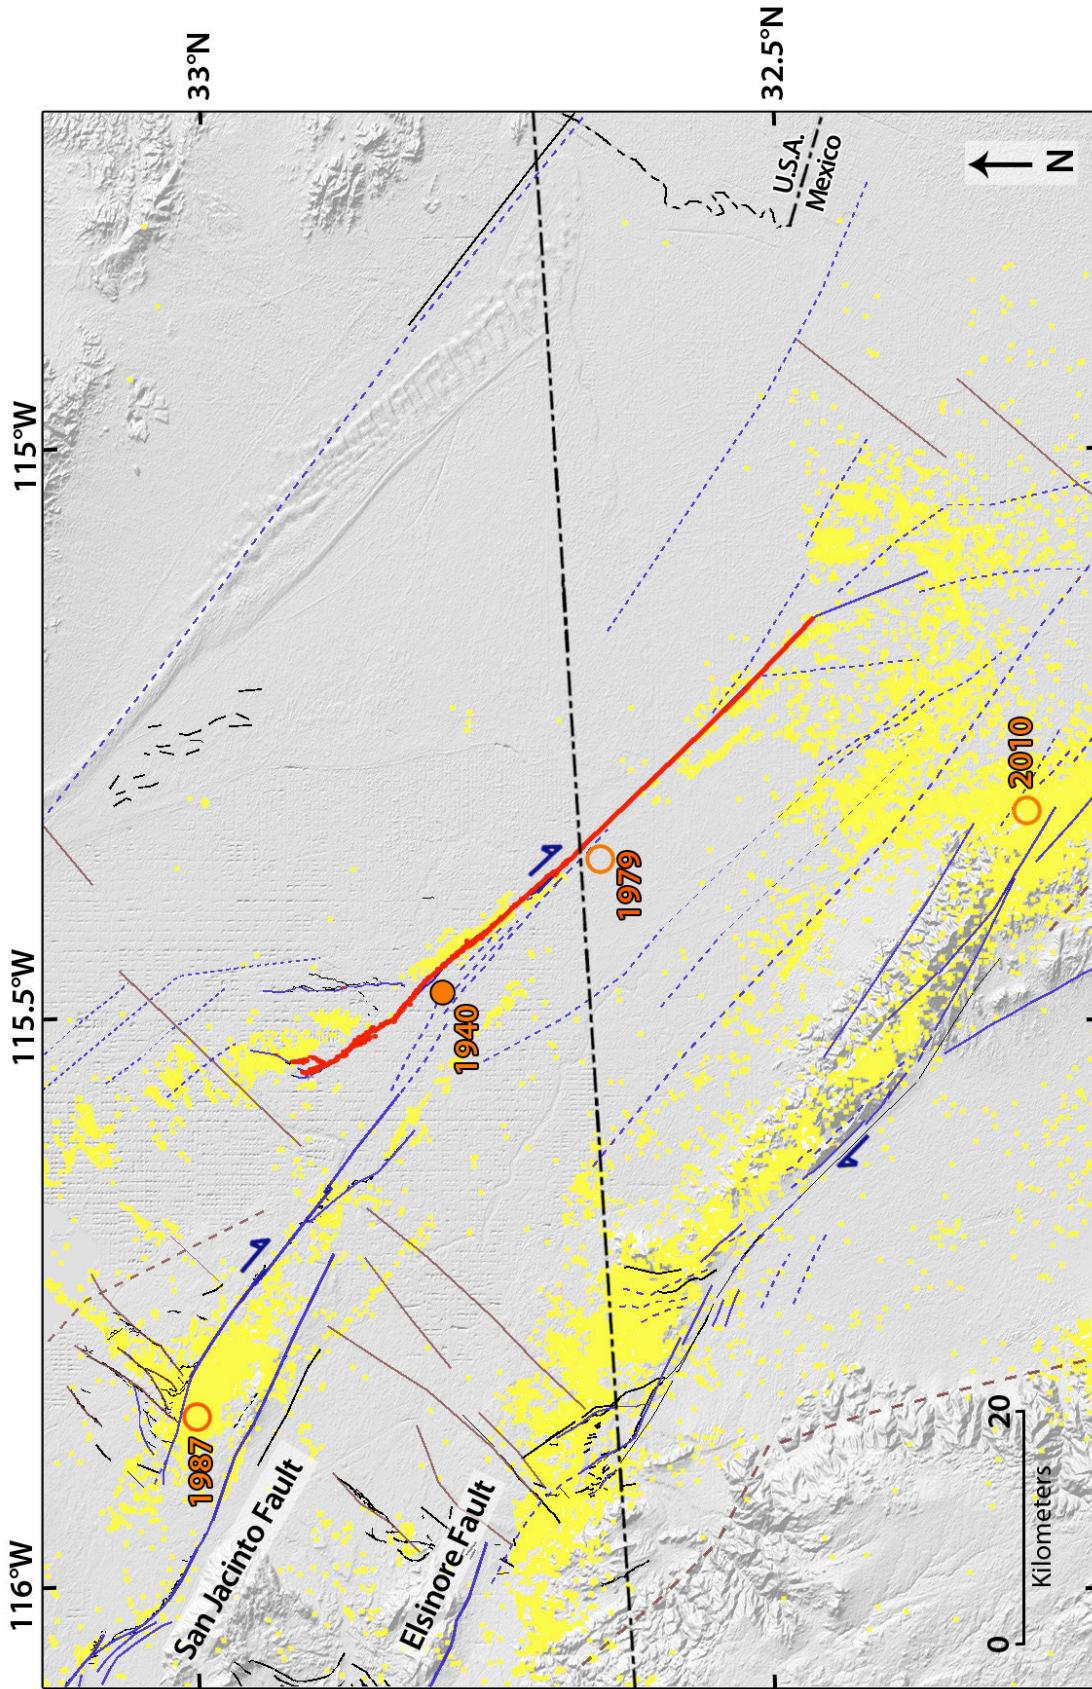 116°W
115.5°W
115°W
33°N
32.5°N
1987
San Jacinto Fault
Elsinore Fault
1940
1979
2010
U.S.A.
Mexico
N
0
20
Kilometers